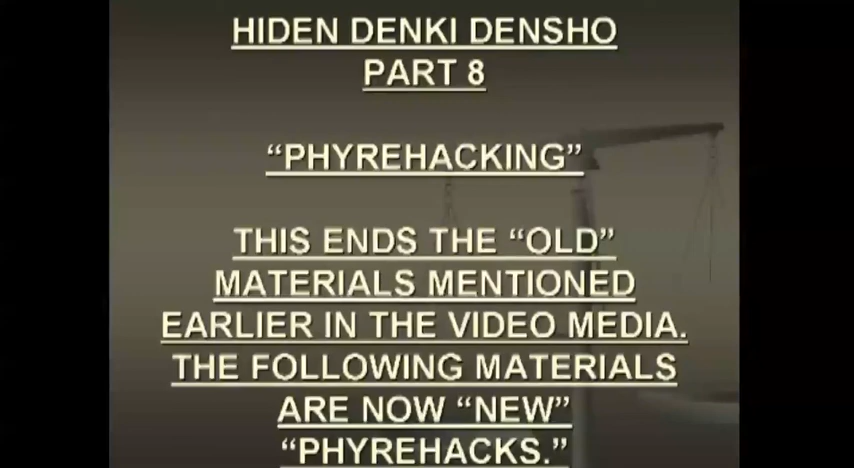 HIDEN DENKI DENSHO
PART 8
“PHYREHACKING”
THIS ENDS THE “OLD”
MATERIALS MENTIONED
EARLIER IN THE VIDEO MEDIA.
THE FOLLOWING MATERIALS
ARE NOW “NEW”
“PHYREHACKS.”